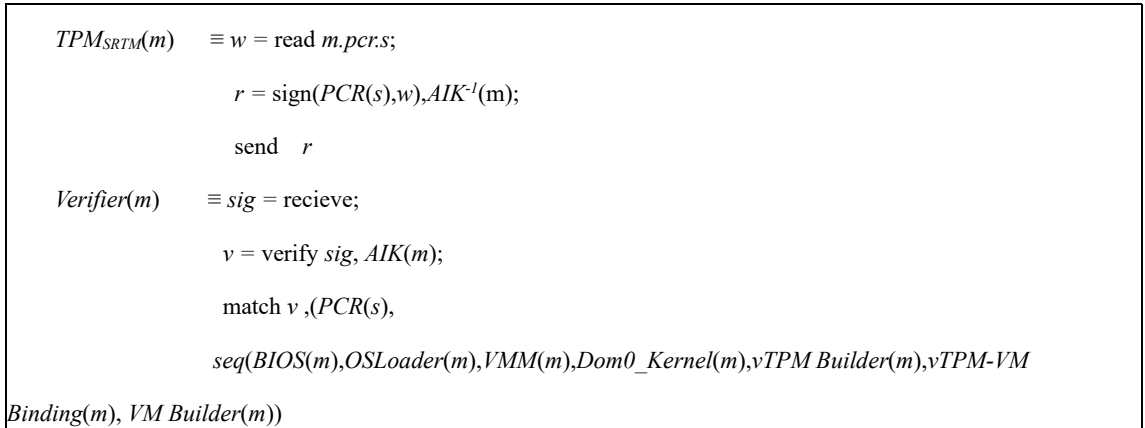 TPM_SRTM(m) ≡ w = read m.pcr.s;
r = sign(PCR(s),w),AIK⁻¹(m);
send r
Verifier(m) ≡ sig = recieve;
v = verify sig, AIK(m);
match v ,(PCR(s),
seq(BIOS(m),OSLoader(m),VMM(m),Dom0_Kernel(m),vTPM Builder(m),vTPM-VM
Binding(m), VM Builder(m))